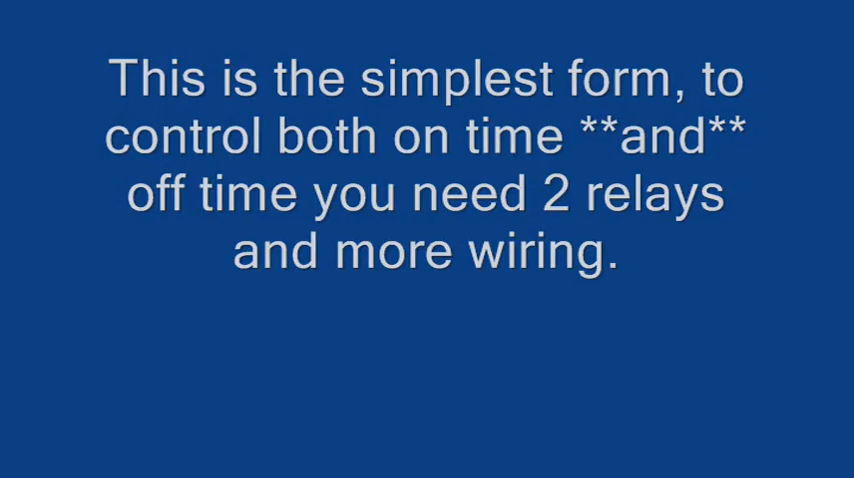 This is the simplest form, to
control both on time **and**
off time you need 2 relays
and more wiring.